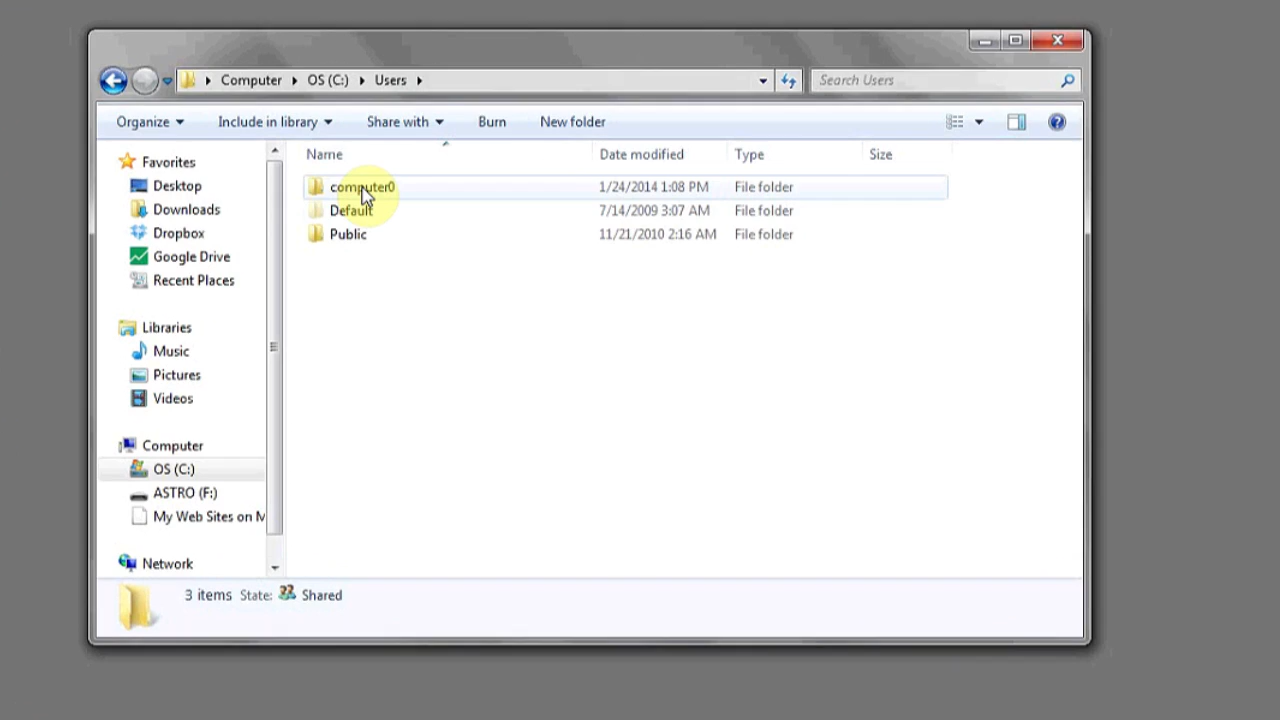 Computer OS (C:) Users
Search Users
Organize Include in library Share with Burn New folder
Name Date modified Type Size
computer0 1/24/2014 1:08 PM File folder
Default 7/14/2009 3:07 AM File folder
Public 11/21/2010 2:16 AM File folder
Favorites
Desktop
Downloads
Dropbox
Google Drive
Recent Places
Libraries
Music
Pictures
Videos
Computer
OS (C:)
ASTRO (F:)
My Web Sites on M
Network
3 items State: Shared